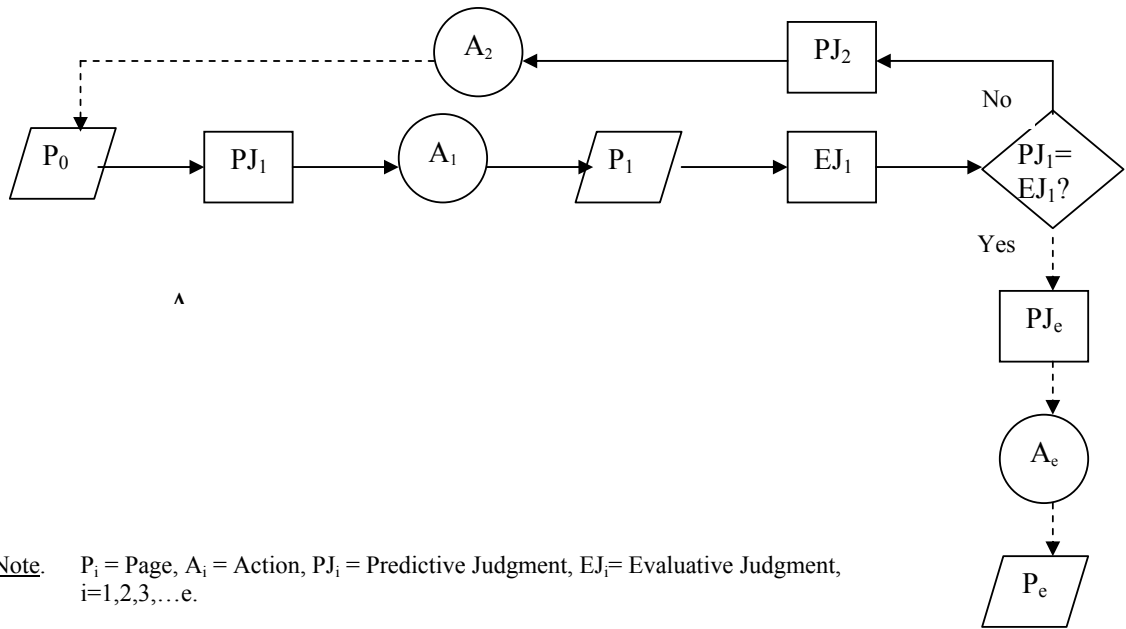 A₂
PJ₂
No
P₀
PJ₁
A₁
P₁
EJ₁
PJ₁=
EJ₁?
Yes
PJₑ
Aₑ
Pₑ
Note. Pᵢ = Page, Aᵢ = Action, PJᵢ = Predictive Judgment, EJᵢ= Evaluative Judgment,
i=1,2,3,…e.